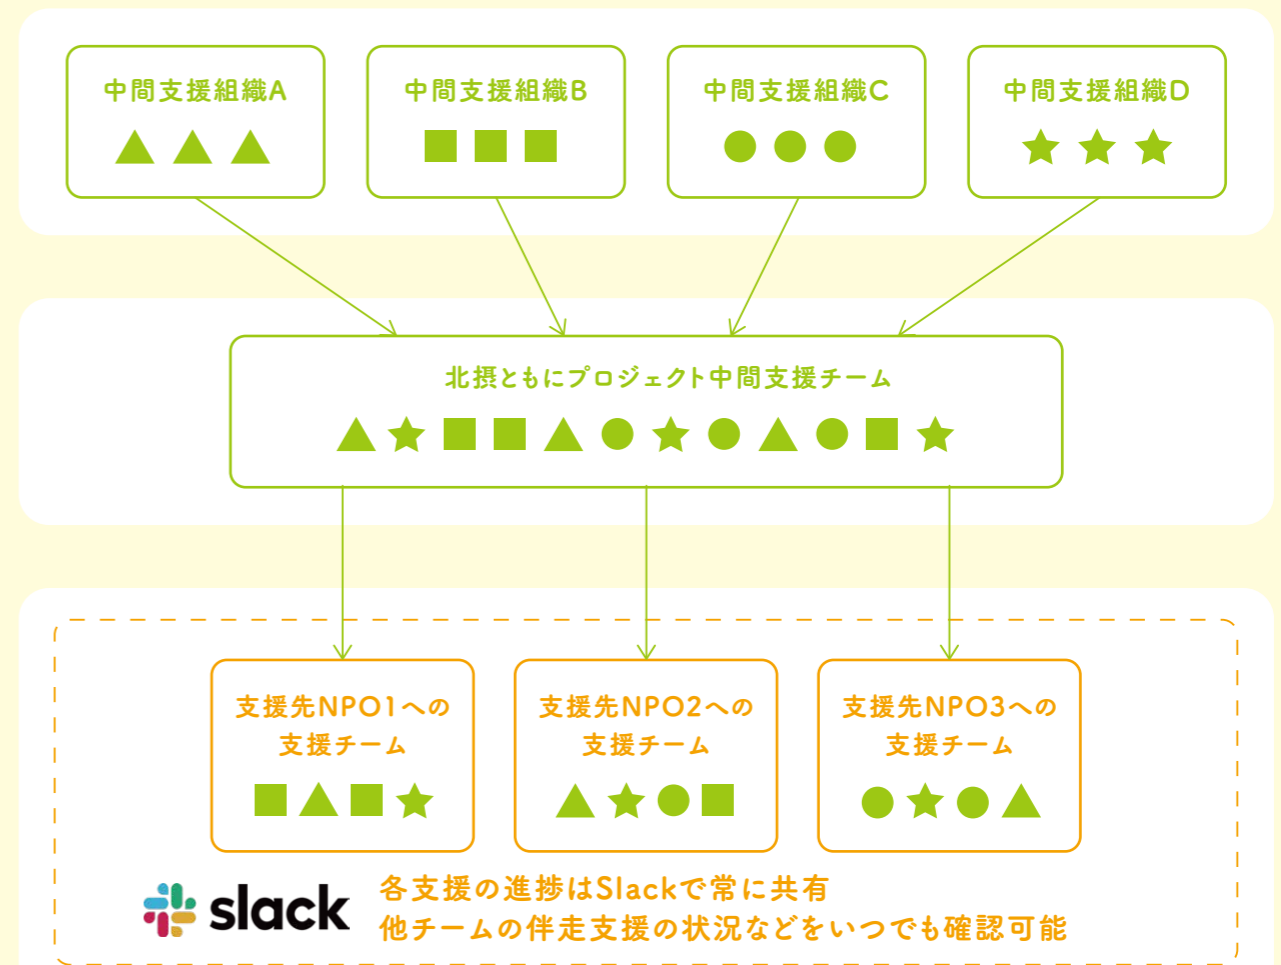 中間支援組織A
中間支援組織B
中間支援組織C
中間支援組織D
北摂ともにプロジェクト中間支援チーム
支援先NPO1への
支援チーム
支援先NPO2への
支援チーム
支援先NPO3への
支援チーム
slack
各支援の進捗はSlackで常に共有
他チームの伴走支援の状況などをいつでも確認可能